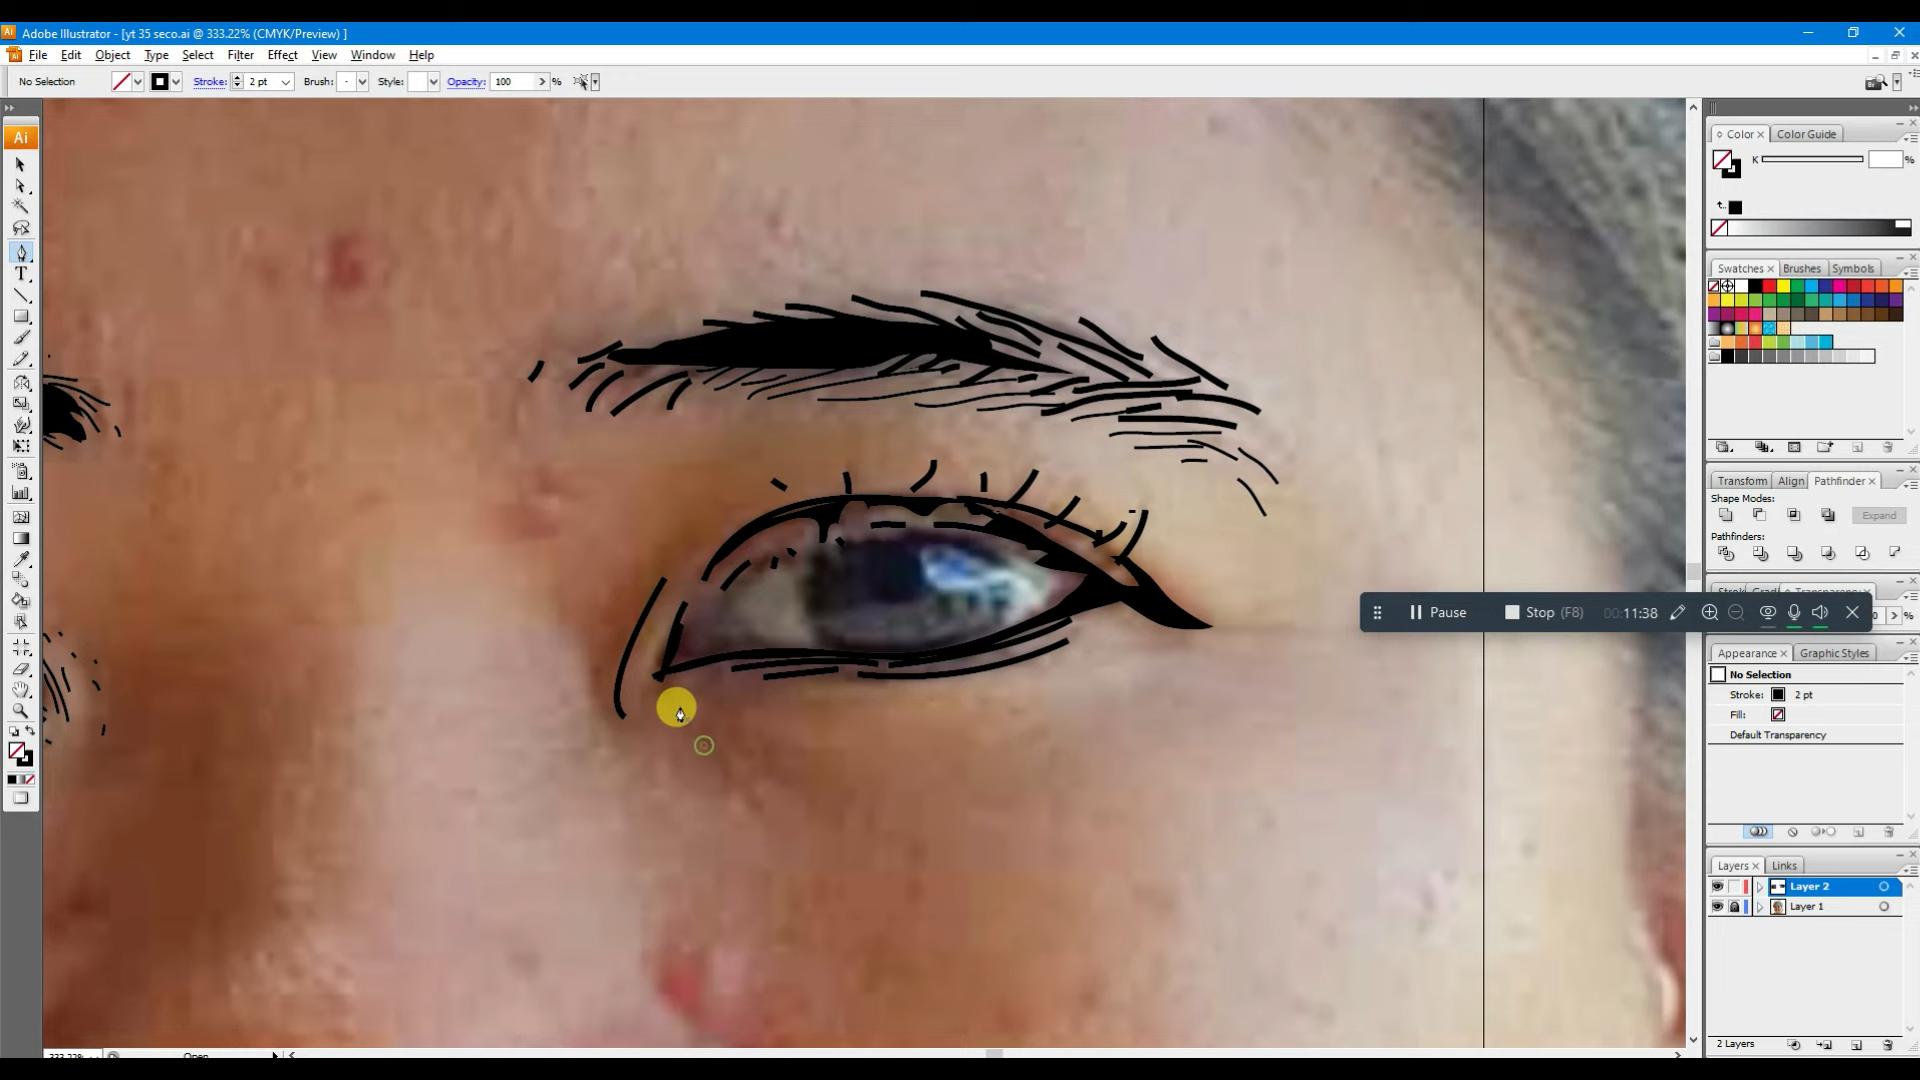 Adobe Illustrator - [yt 35 seco.ai @ 333.22% (CMYK/Preview) ]
File Edit Object Type Select Filter Effect View Window Help
No Selection Stroke: 2 pt Brush: Style: Opacity: 100 %
Ai
Color Color Guide
K %
Swatches Brushes Symbols
Transform Align Pathfinder
Shape Modes:
Expand
Pathfinders:
Pause Stop (F8) 00:11:38
%
Appearance Graphic Styles
No Selection
Stroke: 2 pt
Fill:
Default Transparency
Layers Links
Layer 2
Layer 1
2 Layers
333.22% Open